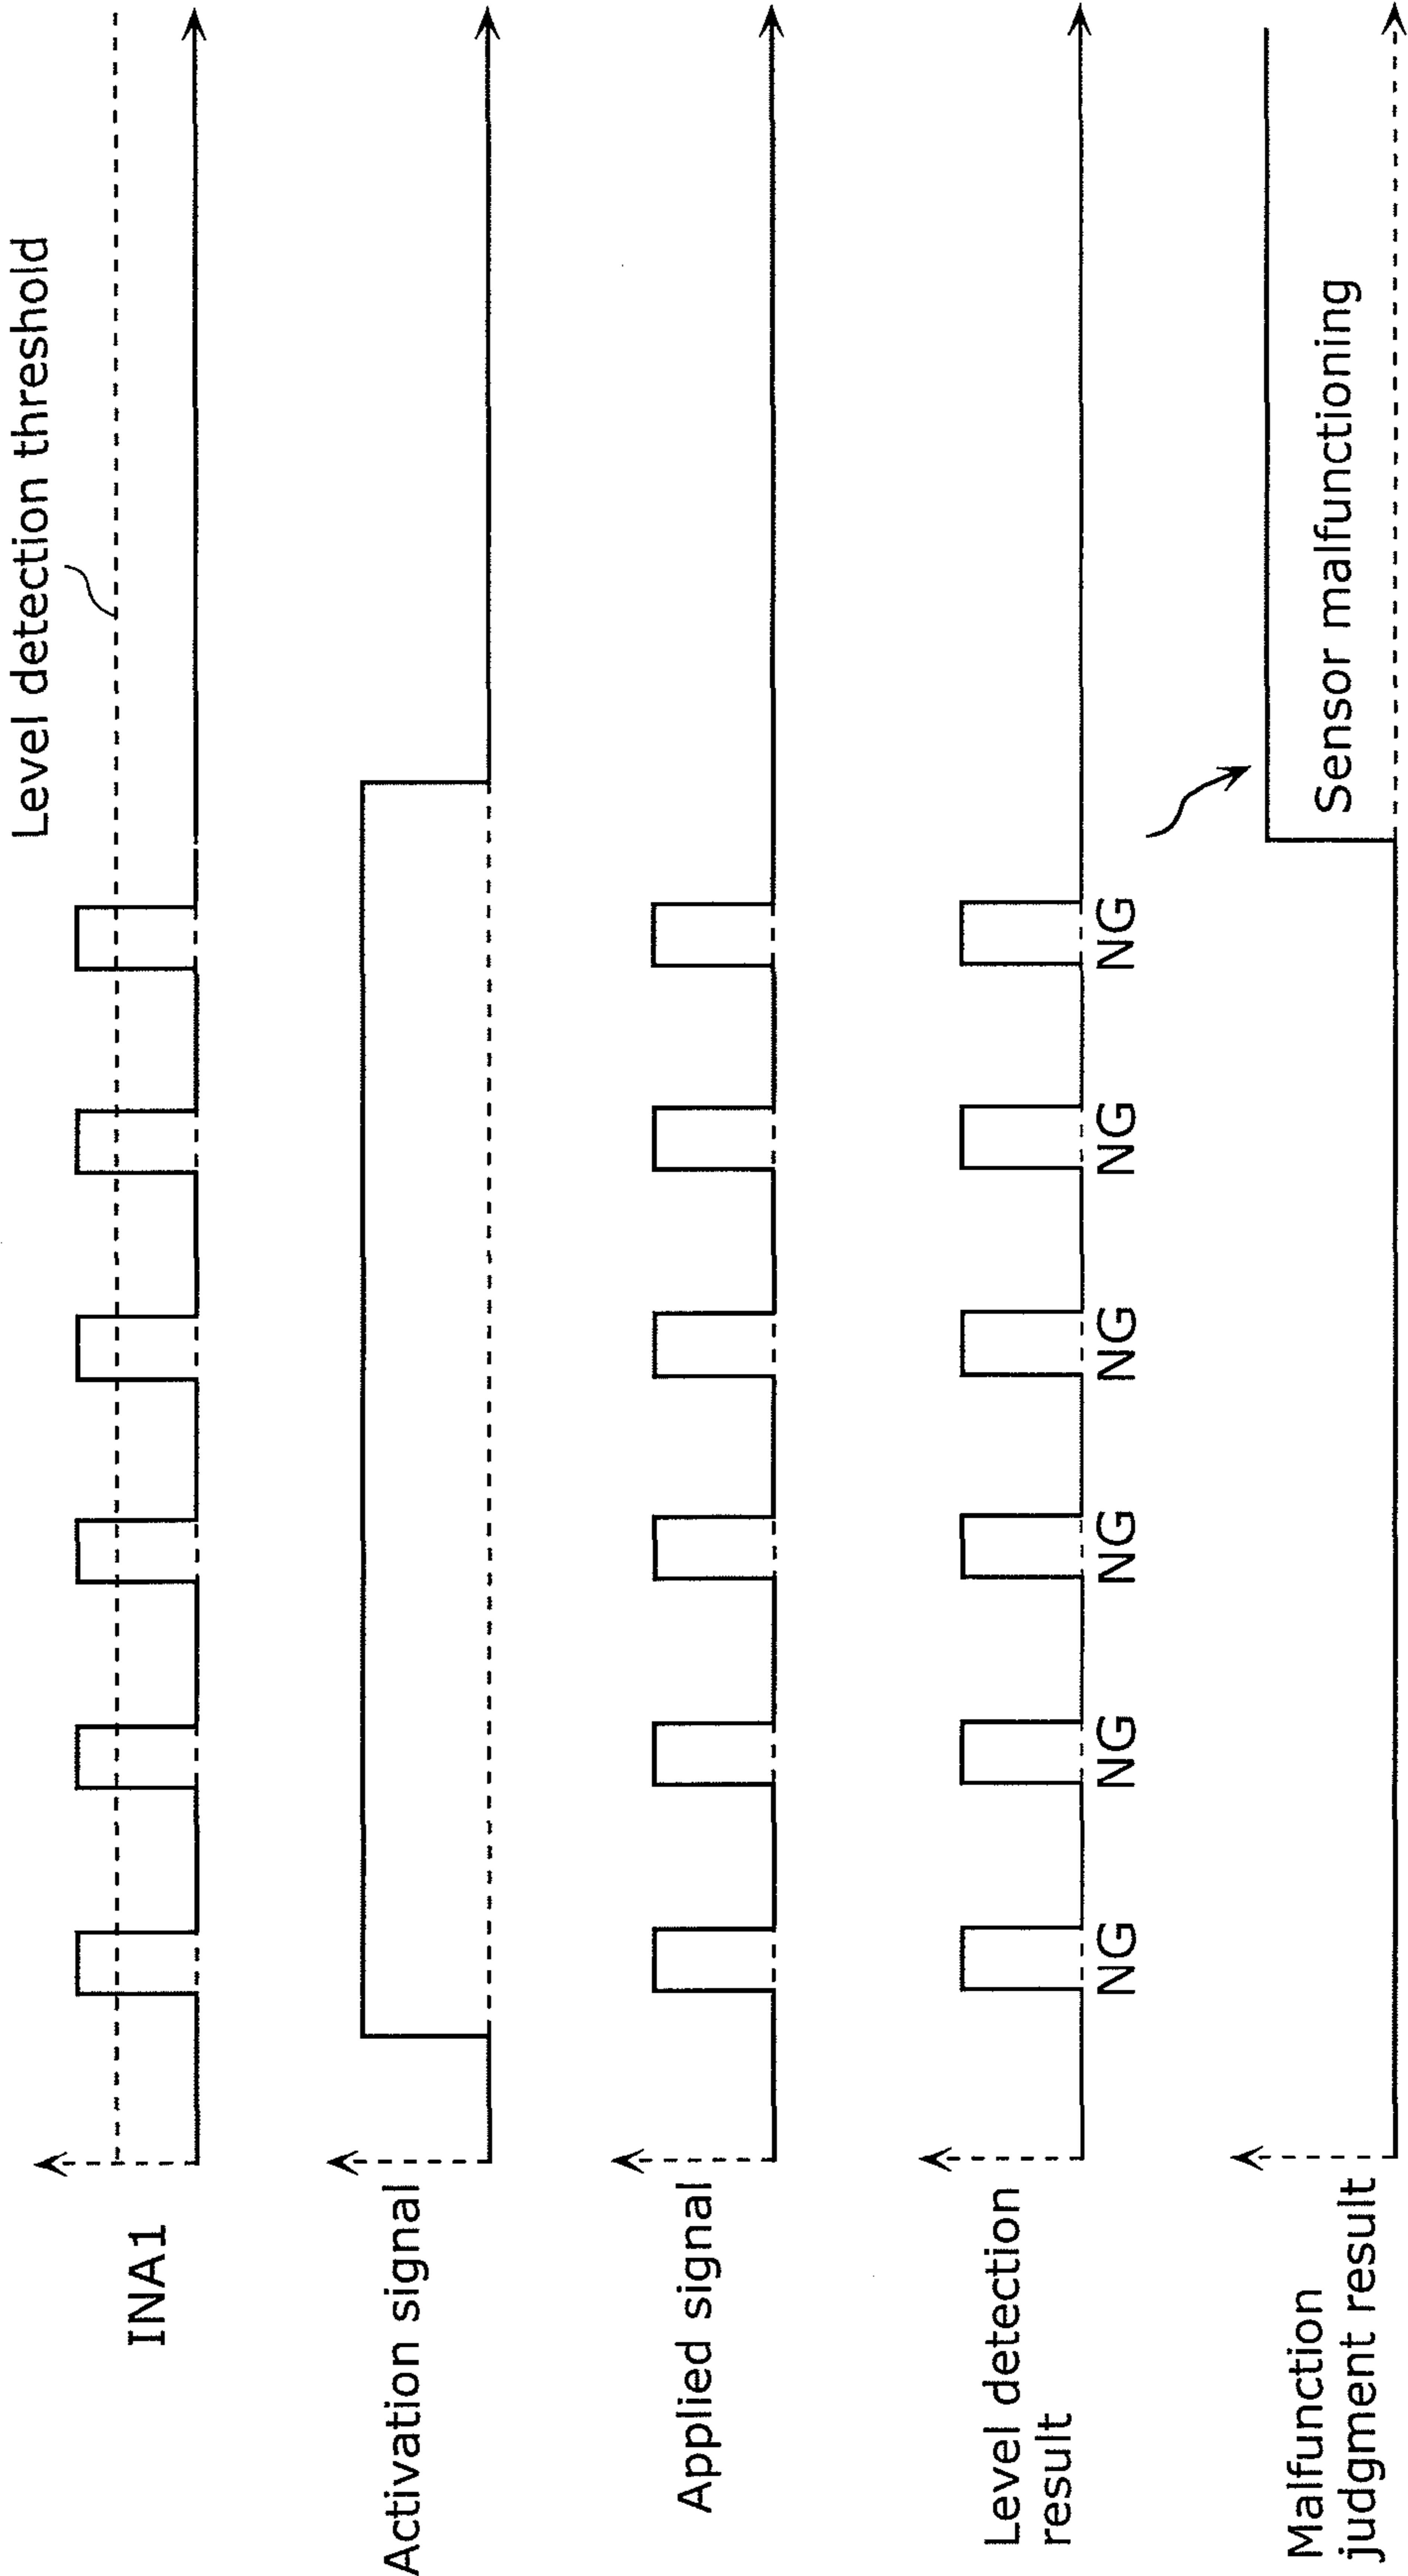 Level detection threshold
INA1
Activation signal
Applied signal
Level detection
result
NG NG NG NG NG NG
Sensor malfunctioning
Malfunction
judgment result